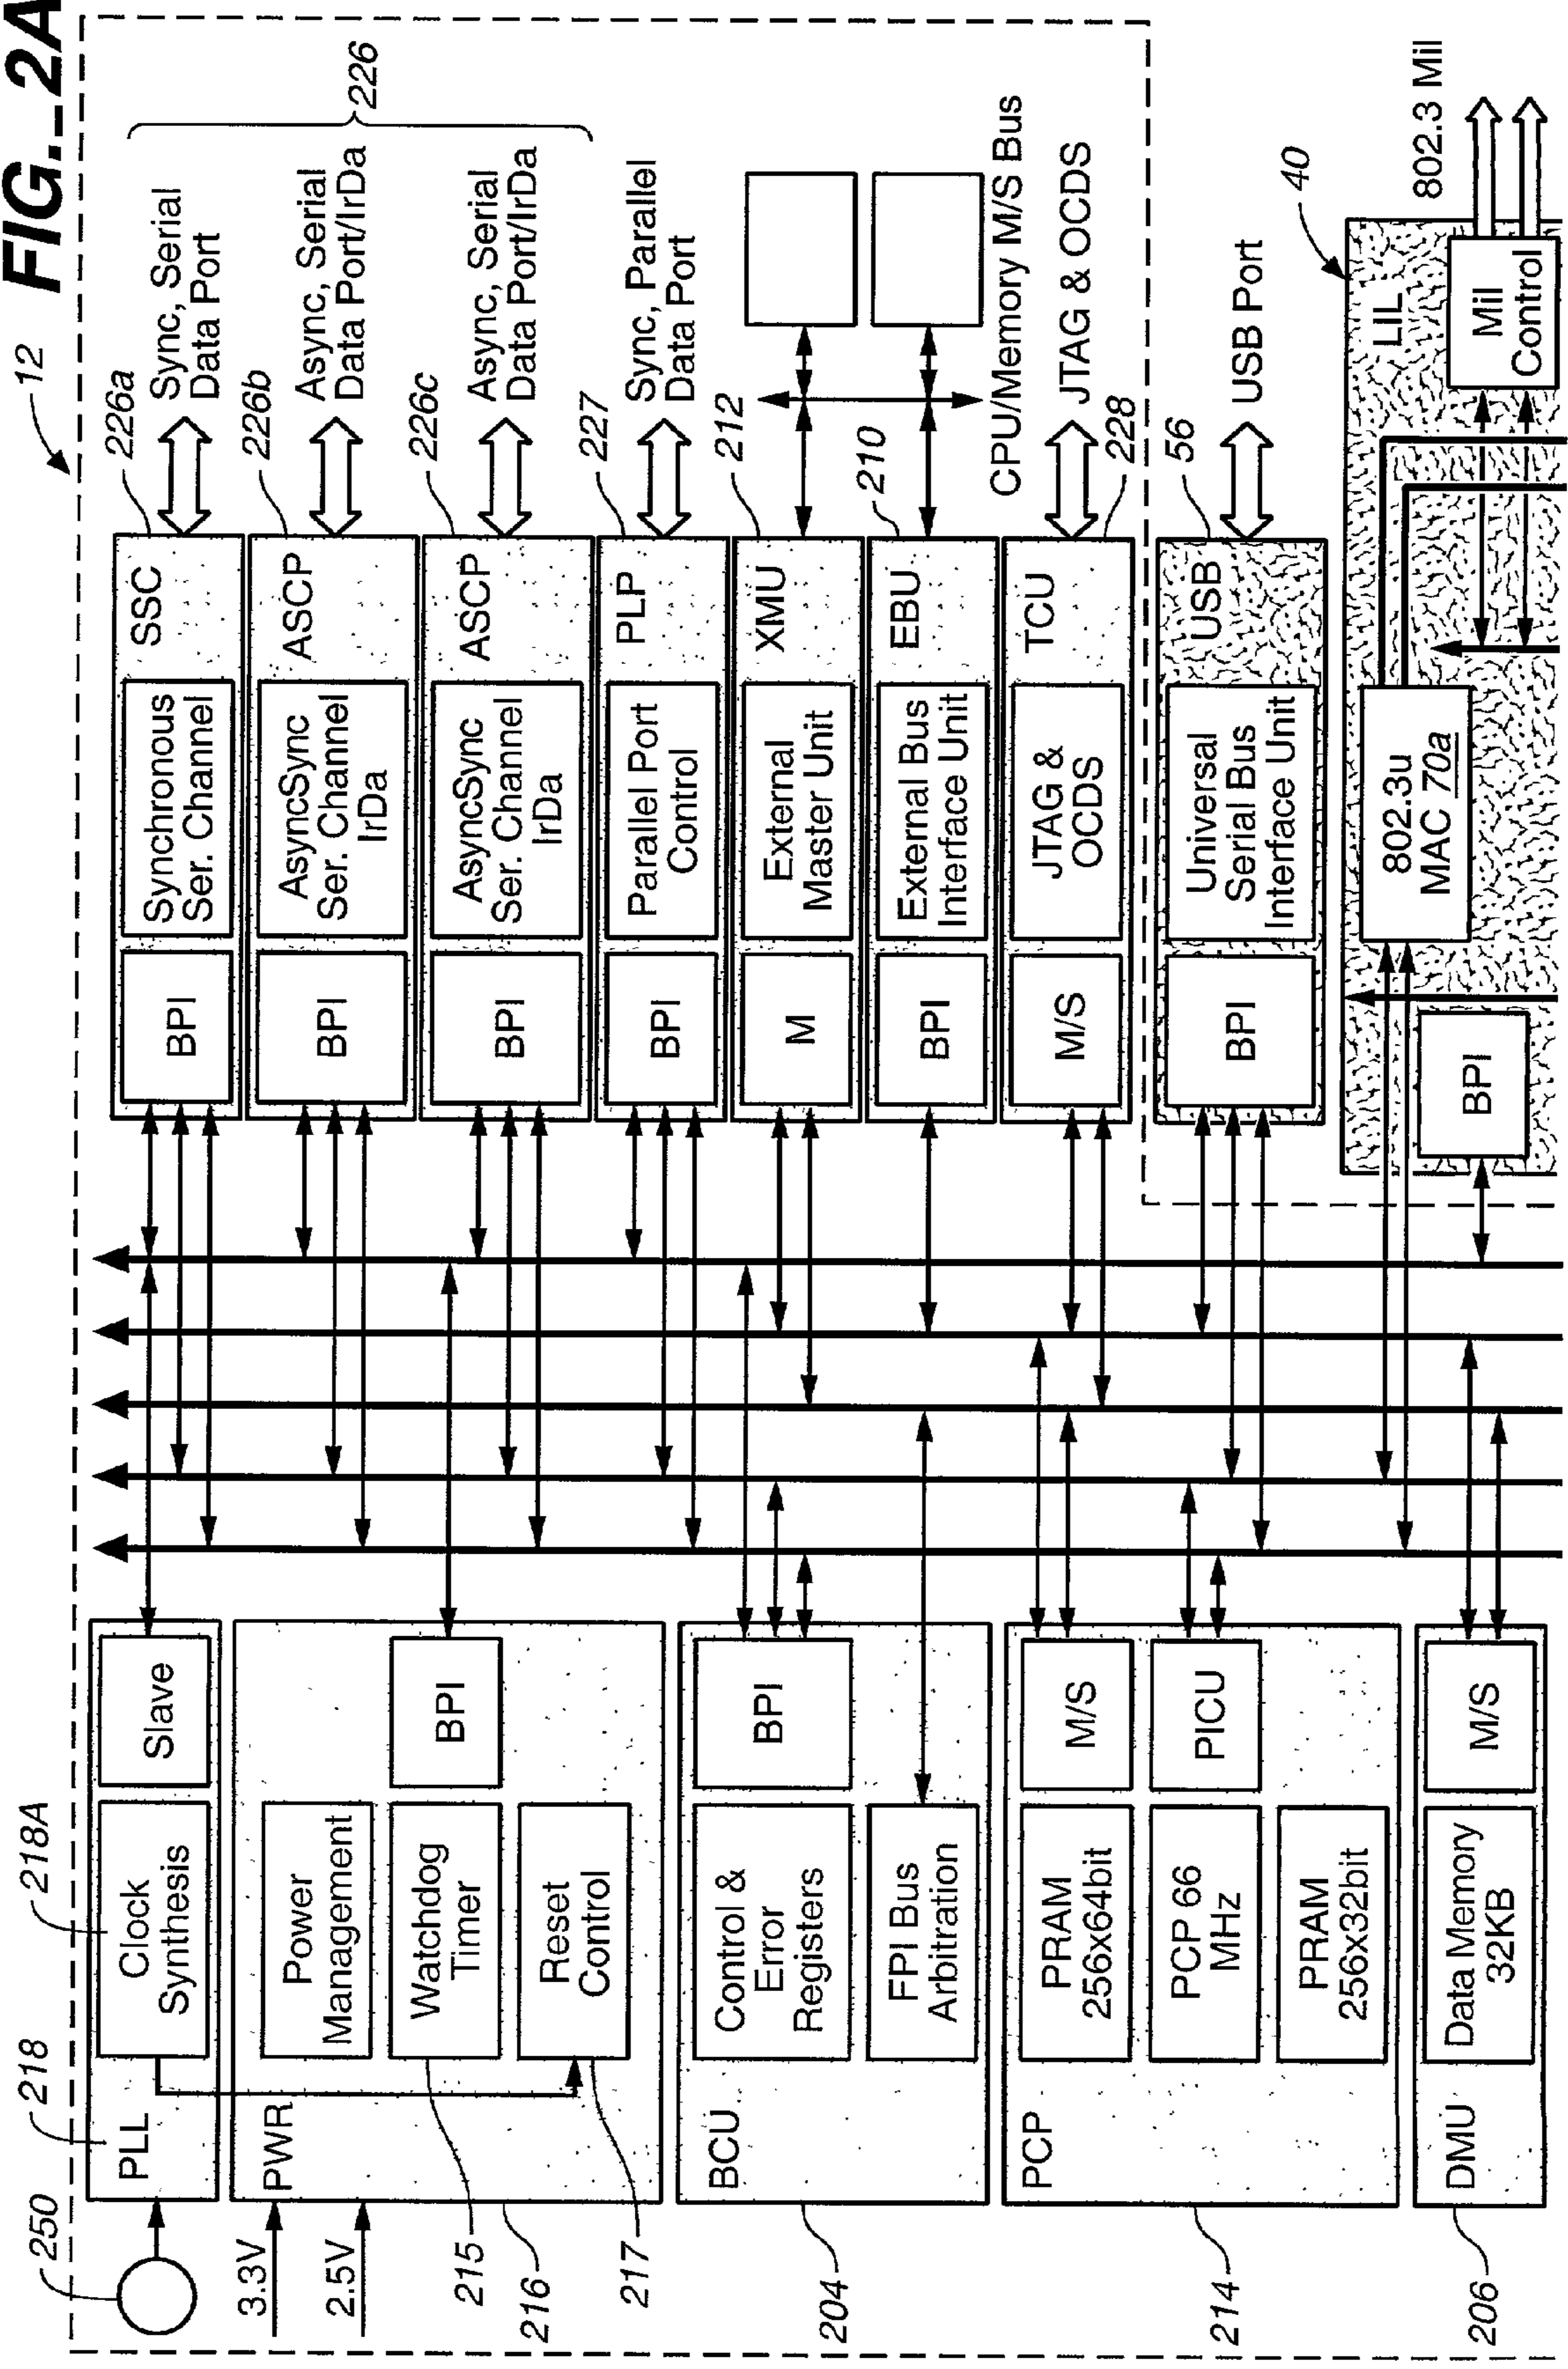 FIG._2A
12
250
218
218A
PLL
Clock
Synthesis
Slave
3.3V
2.5V
PWR
Power
Management
Watchdog
Timer
BPI
Reset
Control
215
216
217
BCU
Control &
Error
Registers
BPI
FPI Bus
Arbitration
204
PCP
PRAM
256x64bit
M/S
PCP 66
MHz
PICU
PRAM
256x32bit
214
DMU
Data Memory
32KB
M/S
206
BPI
Synchronous
Ser. Channel
SSC
226a
Sync, Serial
Data Port
226
BPI
AsyncSync
Ser. Channel
IrDa
ASCP
226b
Async, Serial
Data Port/IrDa
BPI
AsyncSync
Ser. Channel
IrDa
ASCP
226c
Async, Serial
Data Port/IrDa
BPI
Parallel Port
Control
PLP
227
Sync, Parallel
Data Port
M
External
Master Unit
XMU
212
BPI
External Bus
Interface Unit
EBU
210
CPU/Memory M/S Bus
M/S
JTAG &
OCDS
TCU
JTAG & OCDS
228
BPI
Universal
Serial Bus
Interface Unit
USB
56
USB Port
40
BPI
802.3u
MAC 70a
LIL
MiI
Control
802.3 MiI